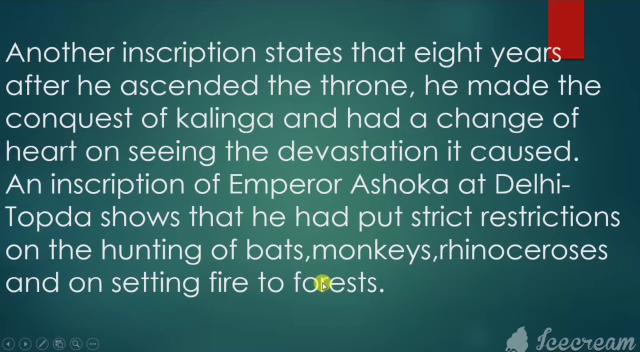 Another inscription states that eight years
after he ascended the throne, he made the
conquest of kalinga and had a change of
heart on seeing the devastation it caused.
An inscription of Emperor Ashoka at Delhi-
Topda shows that he had put strict restrictions
on the hunting of bats,monkeys,rhinoceroses
and on setting fire to forests.
Icecream